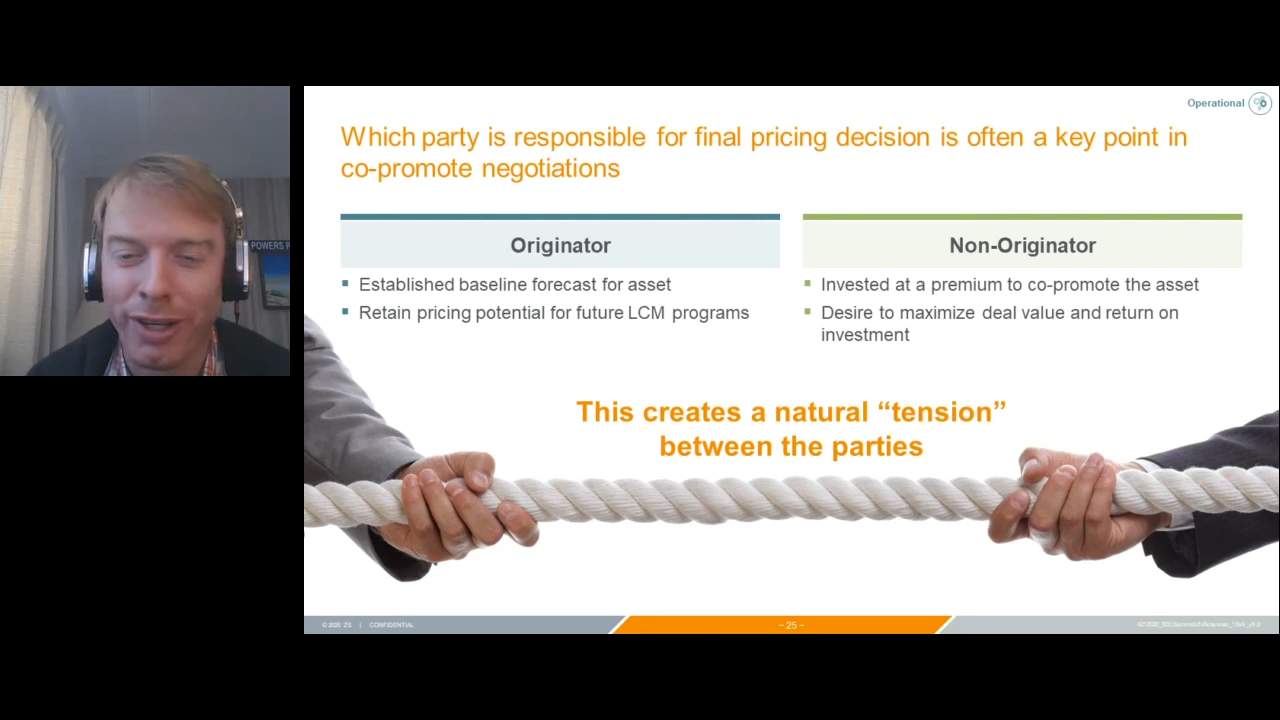 Operational
Which party is responsible for final pricing decision is often a key point in
co-promote negotiations
POWERS
Originator
Non-Originator
Established baseline forecast for asset
Retain pricing potential for future LCM programs
Invested at a premium to co-promote the asset
Desire to maximize deal value and return on
investment
This creates a natural “tension”
between the parties
© 2020 ZS | CONFIDENTIAL
– 25 –